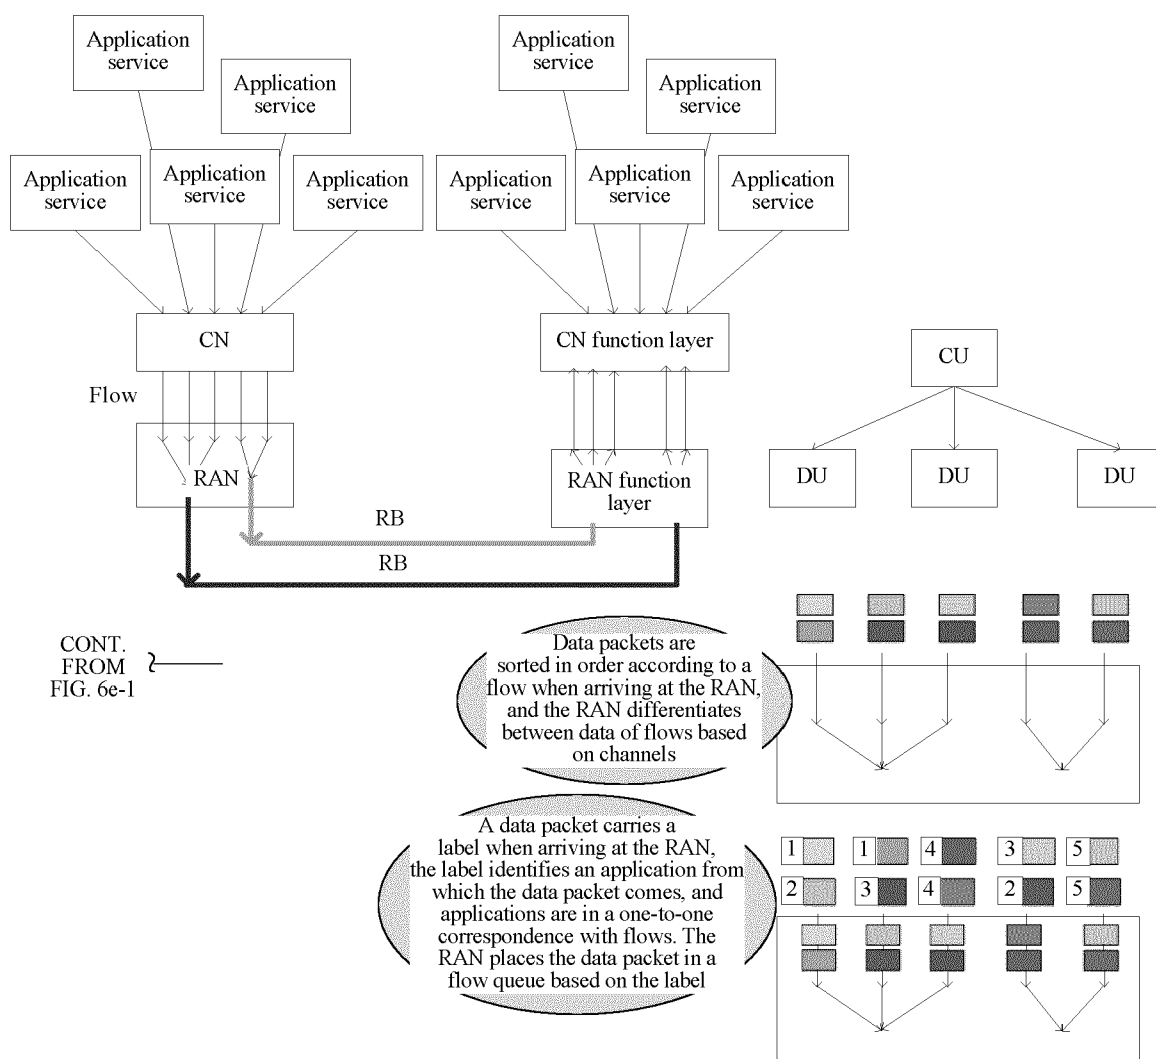 Application
service
Application
service
Application
service
Application
service
Application
service
Application
service
Application
service
Application
service
Application
service
Application
service
CN
CN function layer
CU
Flow
RAN
RAN function
layer
DU
DU
DU
RB
RB
CONT.
FROM
FIG. 6e-1
Data packets are
sorted in order according to a
flow when arriving at the RAN,
and the RAN differentiates
between data of flows based
on channels
A data packet carries a
label when arriving at the RAN,
the label identifies an application from
which the data packet comes, and
applications are in a one-to-one
correspondence with flows. The
RAN places the data packet in a
flow queue based on the label
1 1 4 3 5
2 3 4 2 5